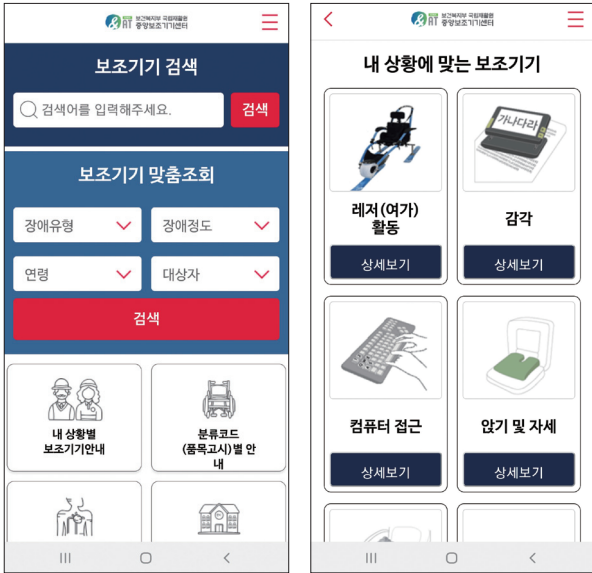 보건복지부 국립재활원
중앙보조기기센터
보조기기 검색
검색어를 입력해주세요.
검색
보조기기 맞춤조회
장애유형
장애정도
연령
대상자
검색
내 상황별
보조기기안내
분류코드
(품목고시)별 안
내
보건복지부 국립재활원
중앙보조기기센터
내 상황에 맞는 보조기기
가나다라
레저(여가)
활동
상세보기
감각
상세보기
컴퓨터 접근
상세보기
앉기 및 자세
상세보기